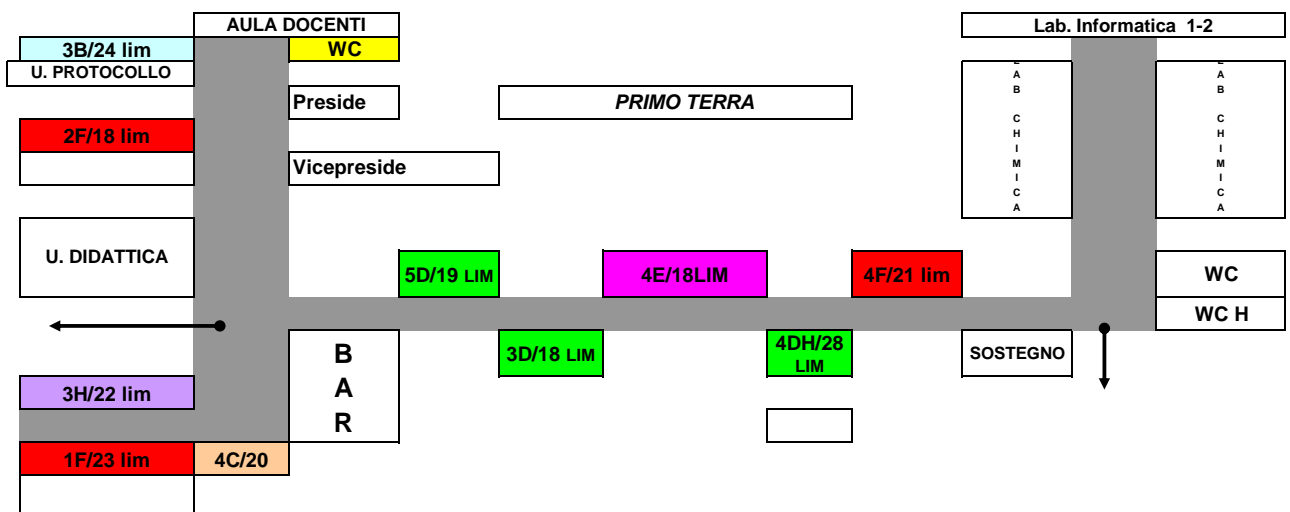 AULA DOCENTI
Lab. Informatica 1-2
3B/24 lim
WC
U. PROTOCOLLO
Preside
PRIMO TERRA
LAB CHIMICA
LAB CHIMICA
2F/18 lim
Vicepreside
U. DIDATTICA
5D/19 LIM
4E/18LIM
4F/21 lim
WC
WC H
BAR
3D/18 LIM
4DH/28
LIM
SOSTEGNO
3H/22 lim
1F/23 lim
4C/20